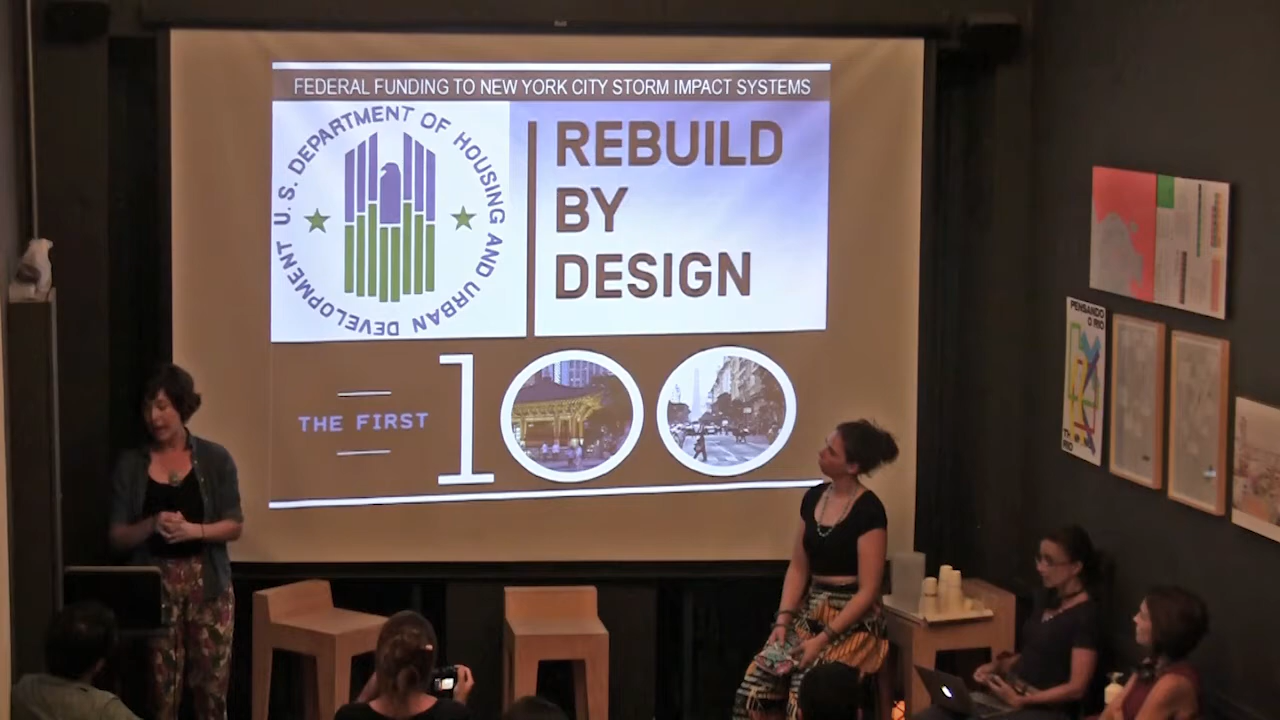 FEDERAL FUNDING TO NEW YORK CITY STORM IMPACT SYSTEMS
U.S. DEPARTMENT OF HOUSING AND URBAN DEVELOPMENT
REBUILD
BY
DESIGN
THE FIRST
100
PENSANDO
O RIO